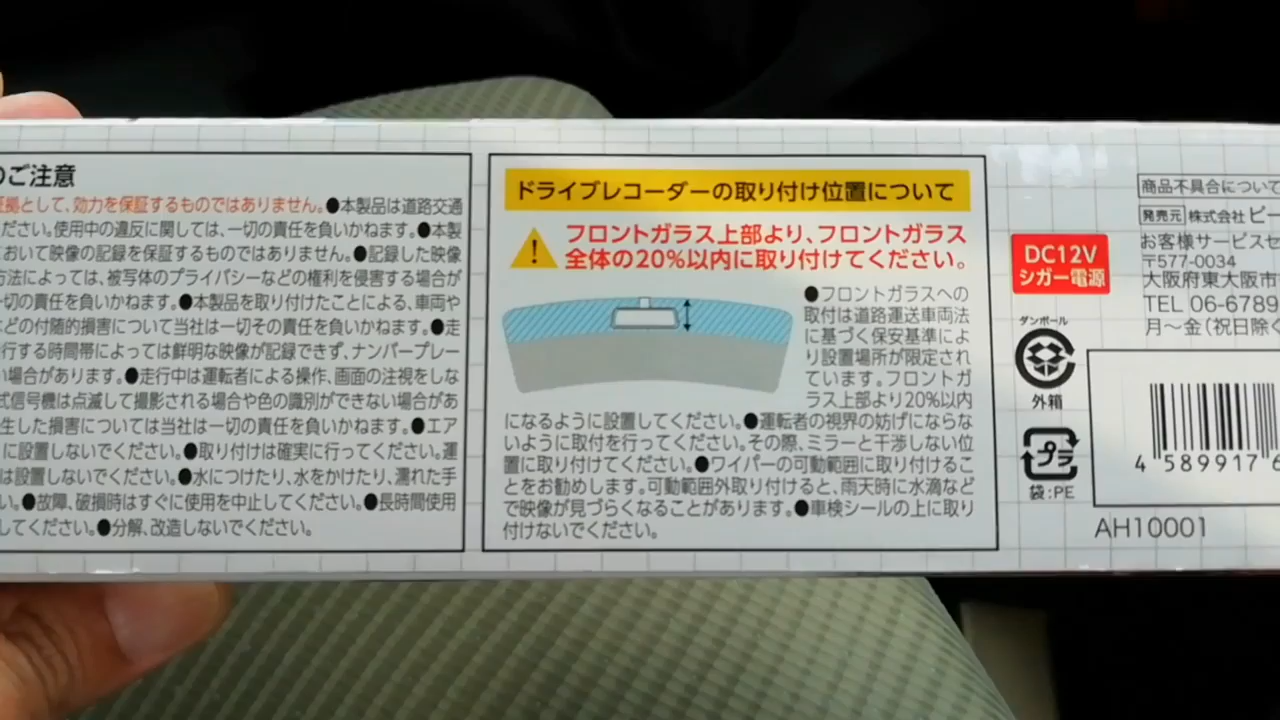 のご注意
拠として、効力を保証するものではありません。●本製品は道路交通
ださい。使用中の違反に関しては、一切の責任を負いかねます。●本製
おいて映像の記録を保証するものではありません。●記録した映像
方法によっては、被写体のプライバシーなどの権利を侵害する場合が
一切の責任を負いかねます。●本製品を取り付けたことによる、車両や
どの付随的損害について当社は一切その責任を負いかねます。●走
行する時間帯によっては鮮明な映像が記録できず、ナンバープレー
い場合があります。●走行中は運転者による操作、画面の注視をしな
式信号機は点滅して撮影される場合や色の識別ができない場合があ
生した損害については当社は一切の責任を負いかねます。●エア
に設置しないでください。●取り付けは確実に行ってください。運
は設置しないでください。●水につけたり、水をかけたり、濡れた手
い。●故障、破損時はすぐに使用を中止してください。●長時間使用
してください。●分解、改造しないでください。
ドライブレコーダーの取り付け位置について
フロントガラス上部より、フロントガラス
全体の20%以内に取り付けてください。
●フロントガラスへの
取付は道路運送車両法
に基づく保安基準によ
り設置場所が限定され
ています。フロントガ
ラス上部より20%以内
になるように設置してください。●運転者の視界の妨げにならな
いように取付を行ってください。その際、ミラーと干渉しない位
置に取り付けてください。●ワイパーの可動範囲に取り付けるこ
とをお勧めします。可動範囲外取り付けると、雨天時に水滴など
で映像が見づらくなることがあります。●車検シールの上に取り
付けないでください。
DC12V
シガー電源
ダンボール
外箱
プラ
袋:PE
商品不具合について
発売元 株式会社 ピー
お客様サービスセ
〒577-0034
大阪府東大阪市
TEL 06-6789
月～金(祝日除く
4 589917 6
AH10001